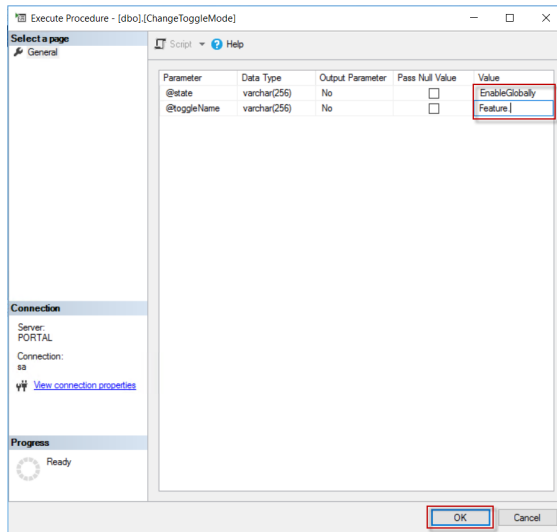 Execute Procedure - [dbo].[ChangeToggleMode]
Select a page
General
Script
Help
Parameter Data Type Output Parameter Pass Null Value Value
@state varchar(256) No EnableGlobally
@toggleName varchar(256) No Feature.
Connection
Server:
PORTAL
Connection:
sa
View connection properties
Progress
Ready
OK Cancel